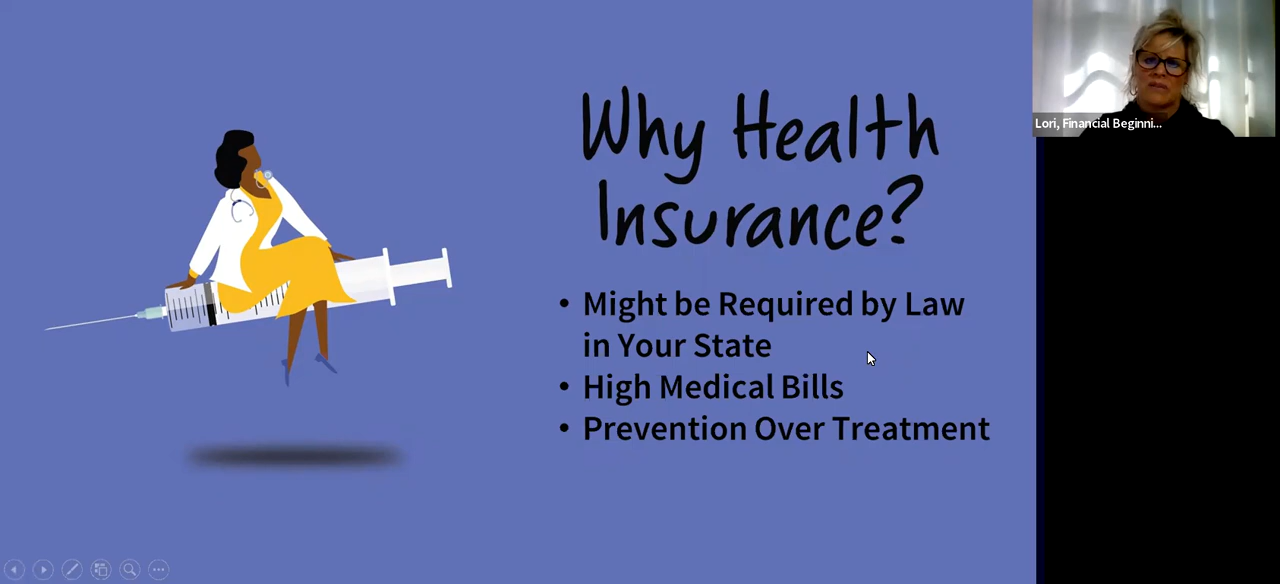 Why Health
Insurance?
• Might be Required by Law
in Your State
• High Medical Bills
• Prevention Over Treatment
Lori, Financial Beginni...